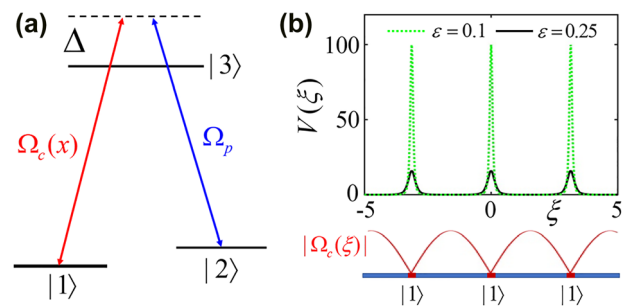 (a)
Δ
|3⟩
Ω_c(x)
Ω_p
|2⟩
|1⟩
(b)
ε = 0.1
ε = 0.25
100
V(ξ)
50
0
-5
0
ξ
5
|Ω_c(ξ)|
|1⟩ |1⟩ |1⟩